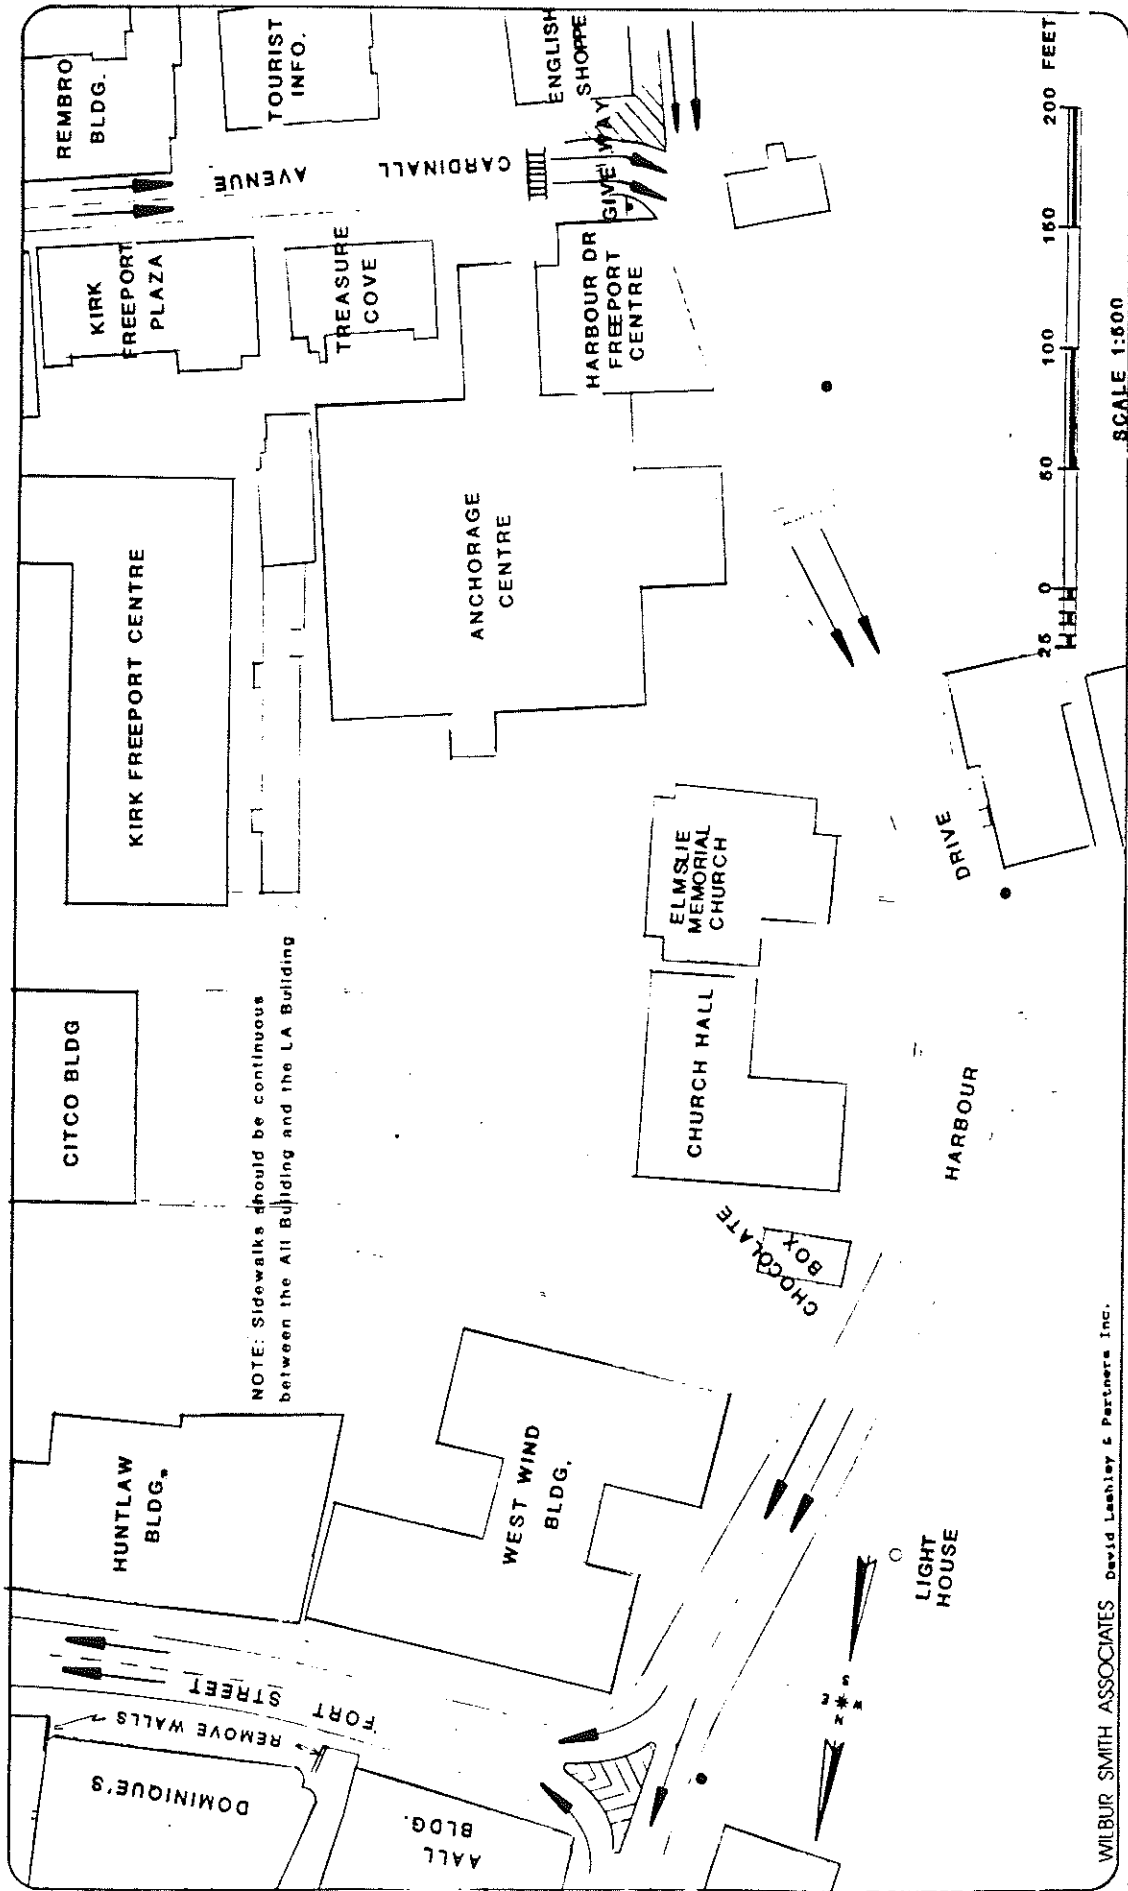 REMBRO
BLDG.
TOURIST
INFO.
ENGLISH
SHOPPE
KIRK
FREEPORT
PLAZA
AVENUE
CARDINALL
TREASURE
COVE
GIVE WAY
HARBOUR DR
FREEPORT
CENTRE
KIRK FREEPORT CENTRE
ANCHORAGE
CENTRE
25 0 50 100 150 200 FEET
SCALE 1:500
CITCO BLDG
NOTE: Sidewalks should be continuous
between the All Building and the LA Building
ELMSLIE
MEMORIAL
CHURCH
CHURCH HALL
CHOCOLATE
BOX
HARBOUR
DRIVE
HUNTLAW
BLDG.
WEST WIND
BLDG.
LIGHT
HOUSE
FORT
STREET
REMOVE WALLS
DOMINIQUE'S
AALL
BLDG.
N
E
S
W
WILBUR SMITH ASSOCIATES David Lashley & Partners Inc.